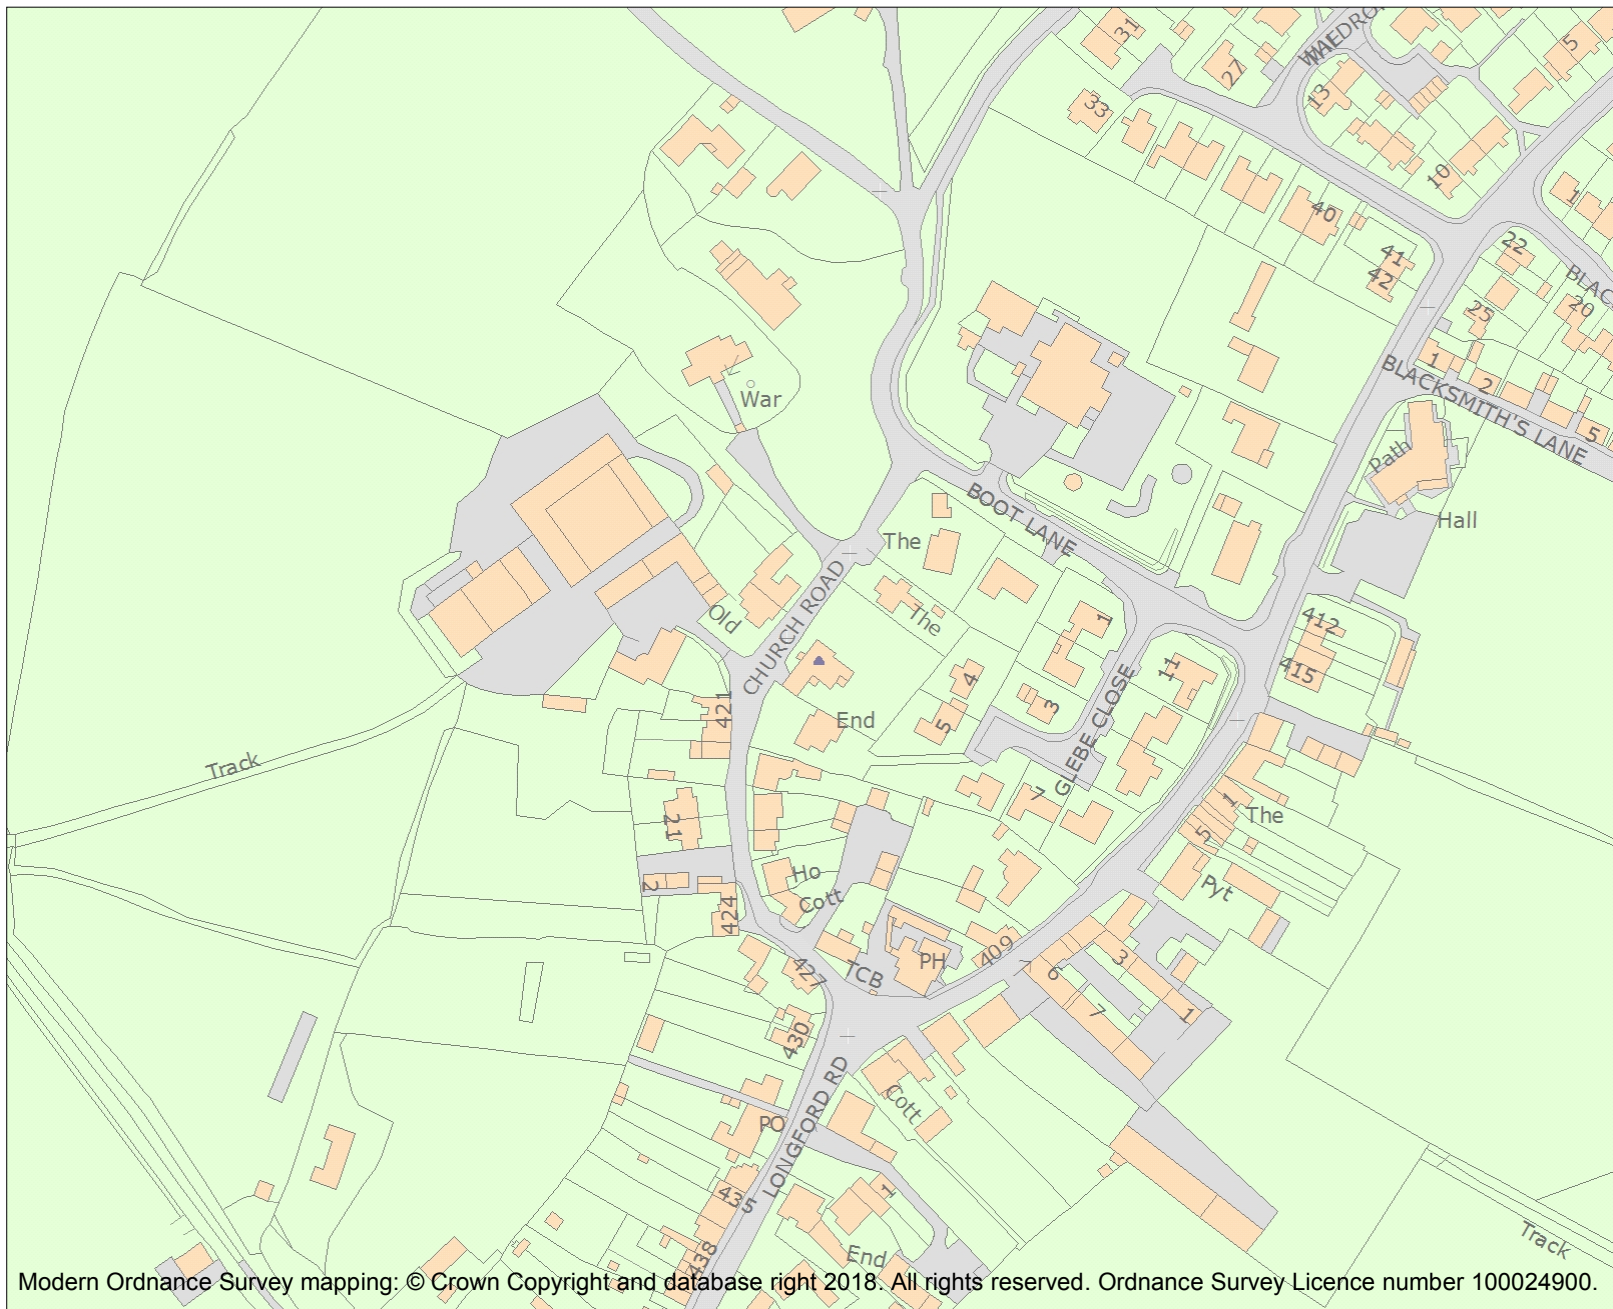 31
27
WALDRO
33
13
5
10
40
1
41
42
22
BLAC
25
20
1
2
BLACKSMITH'S LANE
5
Path
War
BOOT LANE
Hall
The
CHURCH ROAD
Old
The
1
412
415
11
421
End
4
5
3
GLEBE CLOSE
Track
7
1
The
5
21
2
Ho
Cott
Pyt
424
427
TCB
PH
409
6
3
7
1
430
Cott
PO
LONGFORD RD
435
1
438
End
Track
Modern Ordnance Survey mapping: © Crown Copyright and database right 2018. All rights reserved. Ordnance Survey Licence number 100024900.